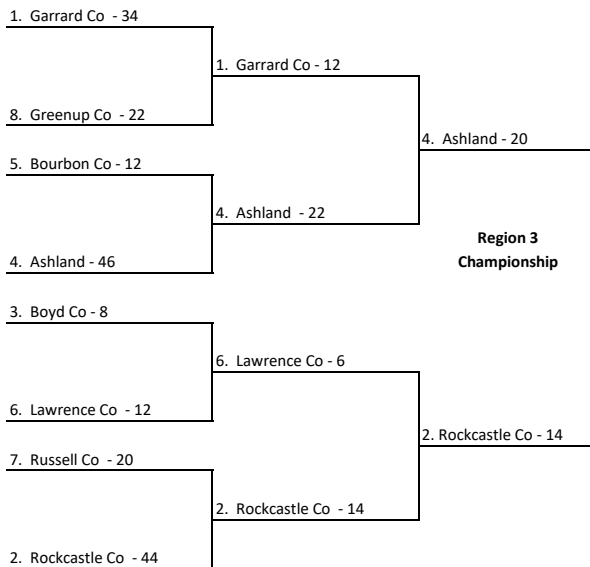 1. Garrard Co - 34
1. Garrard Co - 12
8. Greenup Co - 22
4. Ashland - 20
5. Bourbon Co - 12
4. Ashland - 22
Region 3
Championship
4. Ashland - 46
3. Boyd Co - 8
6. Lawrence Co - 6
6. Lawrence Co - 12
2. Rockcastle Co - 14
7. Russell Co - 20
2. Rockcastle Co - 14
2. Rockcastle Co - 44